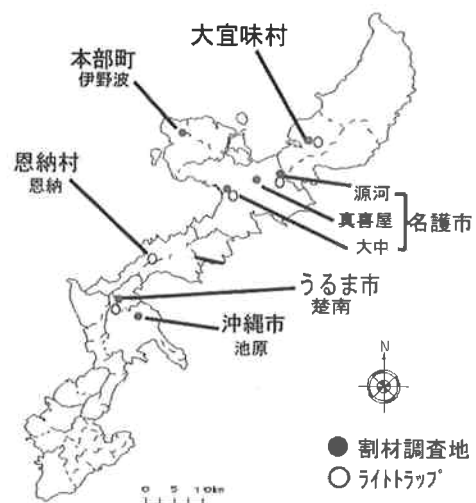 大宜味村
本部町
伊野波
恩納村
恩納
源河
真喜屋
大中
名護市
うるま市
楚南
沖縄市
池原
N
割材調査地
ライトトラップ
0 5 10km